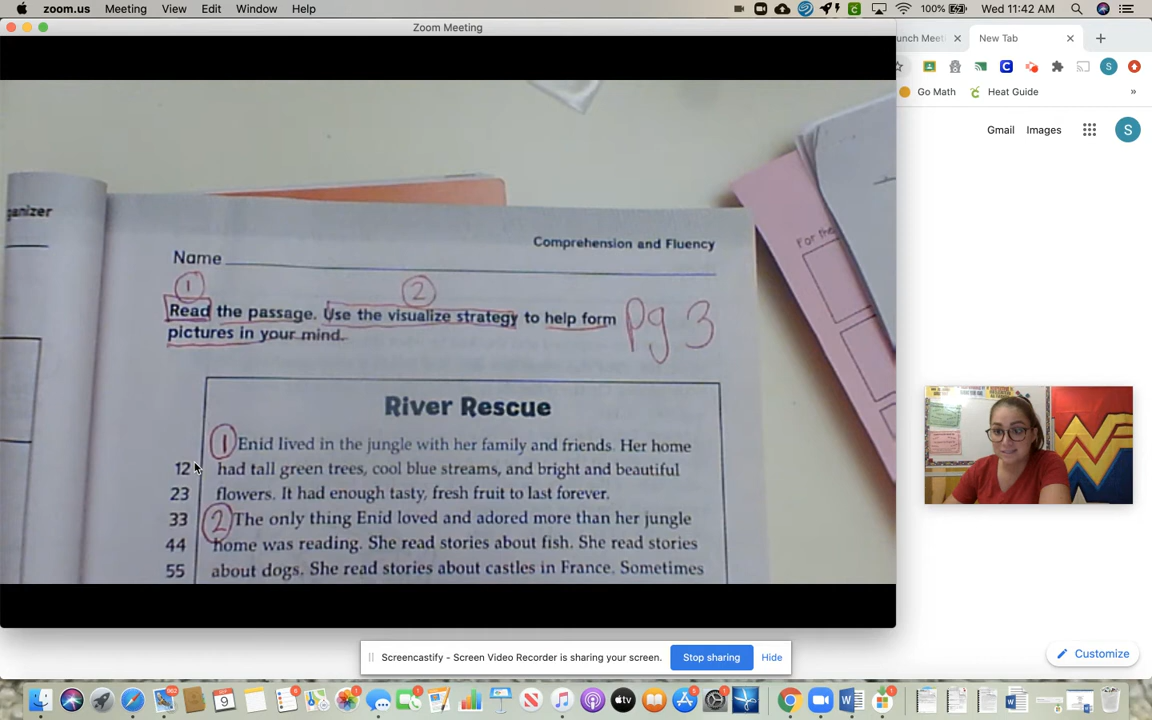 zoom.us Meeting View Edit Window Help
100% Wed 11:42 AM
Zoom Meeting
unch Meeti
New Tab
Go Math
Heat Guide
»
Gmail Images
S
ganizer
Comprehension and Fluency
Name
For the
1
2
Read the passage. Use the visualize strategy to help form
pg 3
pictures in your mind.
River Rescue
1 Enid lived in the jungle with her family and friends. Her home
12 had tall green trees, cool blue streams, and bright and beautiful
23 flowers. It had enough tasty, fresh fruit to last forever.
33 2 The only thing Enid loved and adored more than her jungle
44 home was reading. She read stories about fish. She read stories
55 about dogs. She read stories about castles in France. Sometimes
Screencastify - Screen Video Recorder is sharing your screen.
Stop sharing
Hide
Customize